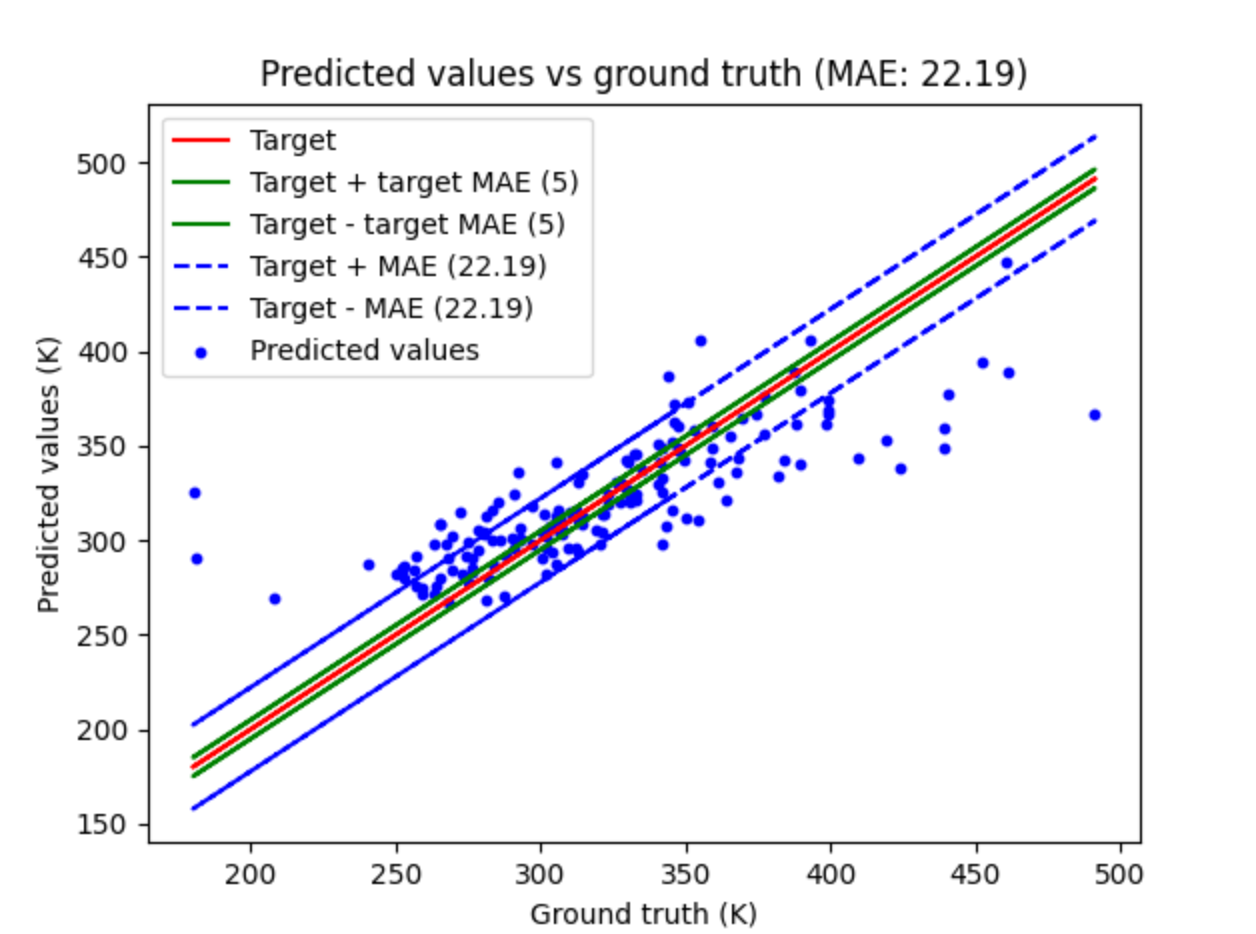 Predicted values vs ground truth (MAE: 22.19)
Target
Target + target MAE (5)
Target - target MAE (5)
Target + MAE (22.19)
Target - MAE (22.19)
Predicted values
500
450
400
350
300
250
200
150
Predicted values (K)
200 250 300 350 400 450 500
Ground truth (K)